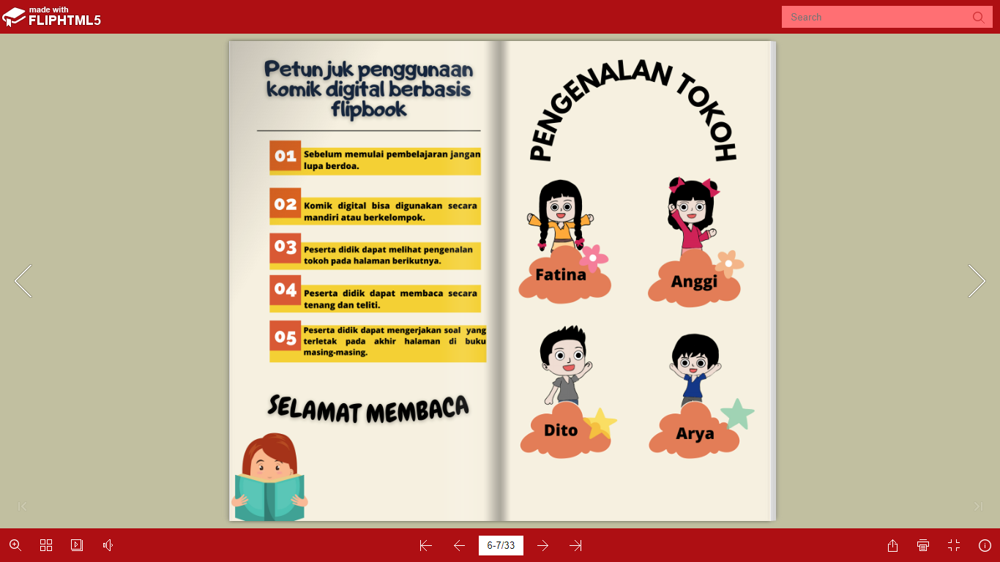 made with
FLIPHTML5
Search
Petunjuk penggunaan
komik digital berbasis
flipbook
01
Sebelum memulai pembelajaran jangan
lupa berdoa.
02
Komik digital bisa digunakan secara
mandiri atau berkelompok.
03
Peserta didik dapat melihat pengenalan
tokoh pada halaman berikutnya.
04
Peserta didik dapat membaca secara
tenang dan teliti.
05
Peserta didik dapat mengerjakan soal yang
terletak pada akhir halaman di buku
masing-masing.
SELAMAT MEMBACA
PENGENALAN TOKOH
Fatina
Anggi
Dito
Arya
6-7/33